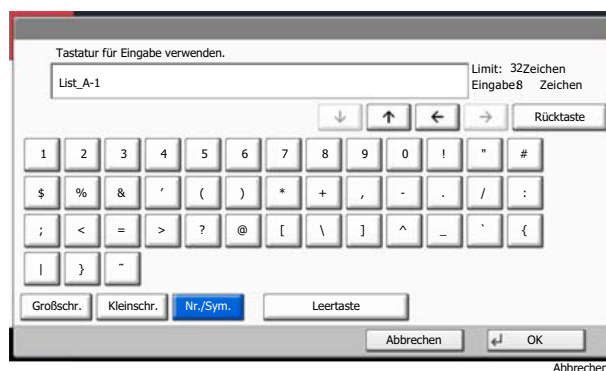 Tastatur für Eingabe verwenden.
List_A-1
Limit: 32Zeichen
Eingabe8 Zeichen
↓ ↑ ← → Rücktaste
1 2 3 4 5 6 7 8 9 0 ! " #
$ % & ' ( ) * + , - . / :
; < = > ? @ [ \ ] ^ _ ` {
| } ~
Großschr. Kleinschr. Nr./Sym. Leertaste
Abbrechen OK
Abbrechen